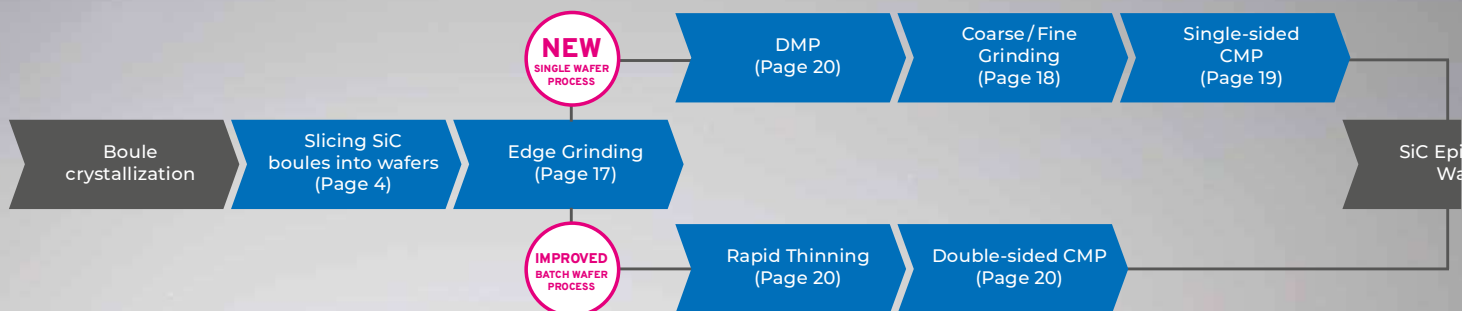 NEW
SINGLE WAFER
PROCESS
DMP
(Page 20)
Coarse/Fine
Grinding
(Page 18)
Single-sided
CMP
(Page 19)
Boule
crystallization
Slicing SiC
boules into wafers
(Page 4)
Edge Grinding
(Page 17)
SiC Epi
Wa
IMPROVED
BATCH WAFER
PROCESS
Rapid Thinning
(Page 20)
Double-sided CMP
(Page 20)